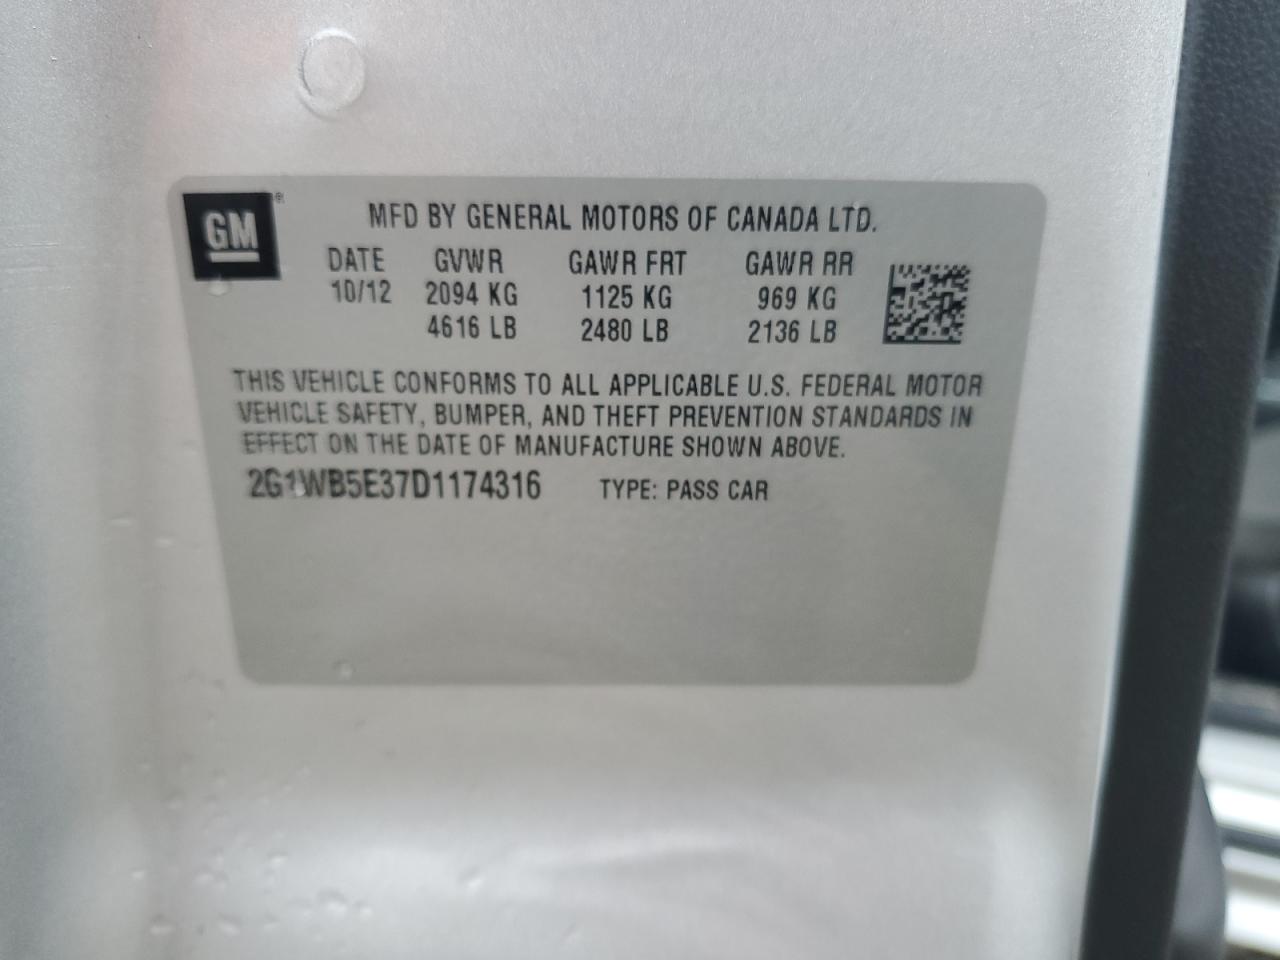 GM®
MFD BY GENERAL MOTORS OF CANADA LTD.
DATE GVWR GAWR FRT GAWR RR
10/12 2094 KG 1125 KG 969 KG
4616 LB 2480 LB 2136 LB
THIS VEHICLE CONFORMS TO ALL APPLICABLE U.S. FEDERAL MOTOR
VEHICLE SAFETY, BUMPER, AND THEFT PREVENTION STANDARDS IN
EFFECT ON THE DATE OF MANUFACTURE SHOWN ABOVE.
2G1WB5E37D1174316 TYPE: PASS CAR